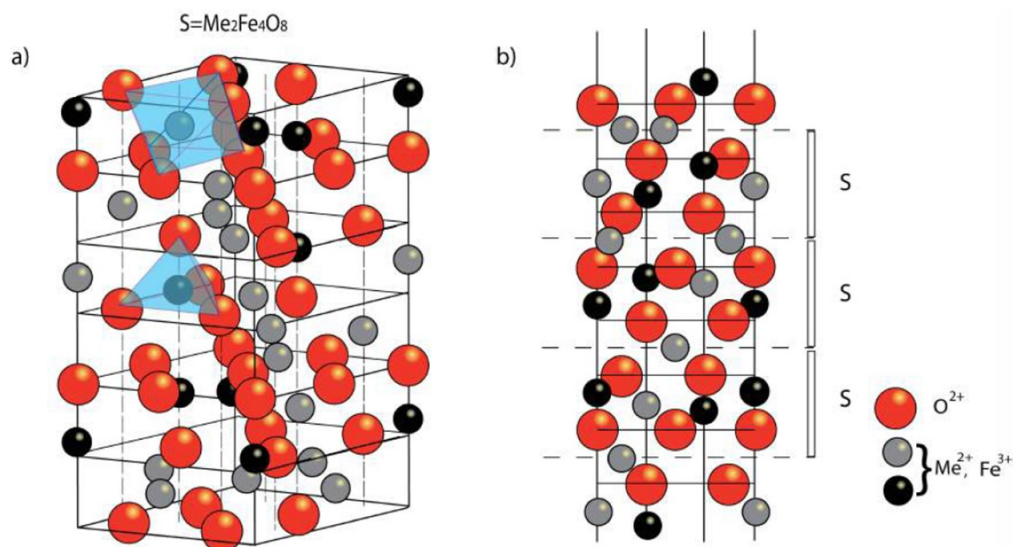 S=Me₂Fe₄O₈
a)
b)
S
S
S
O²⁺
Me²⁺, Fe³⁺